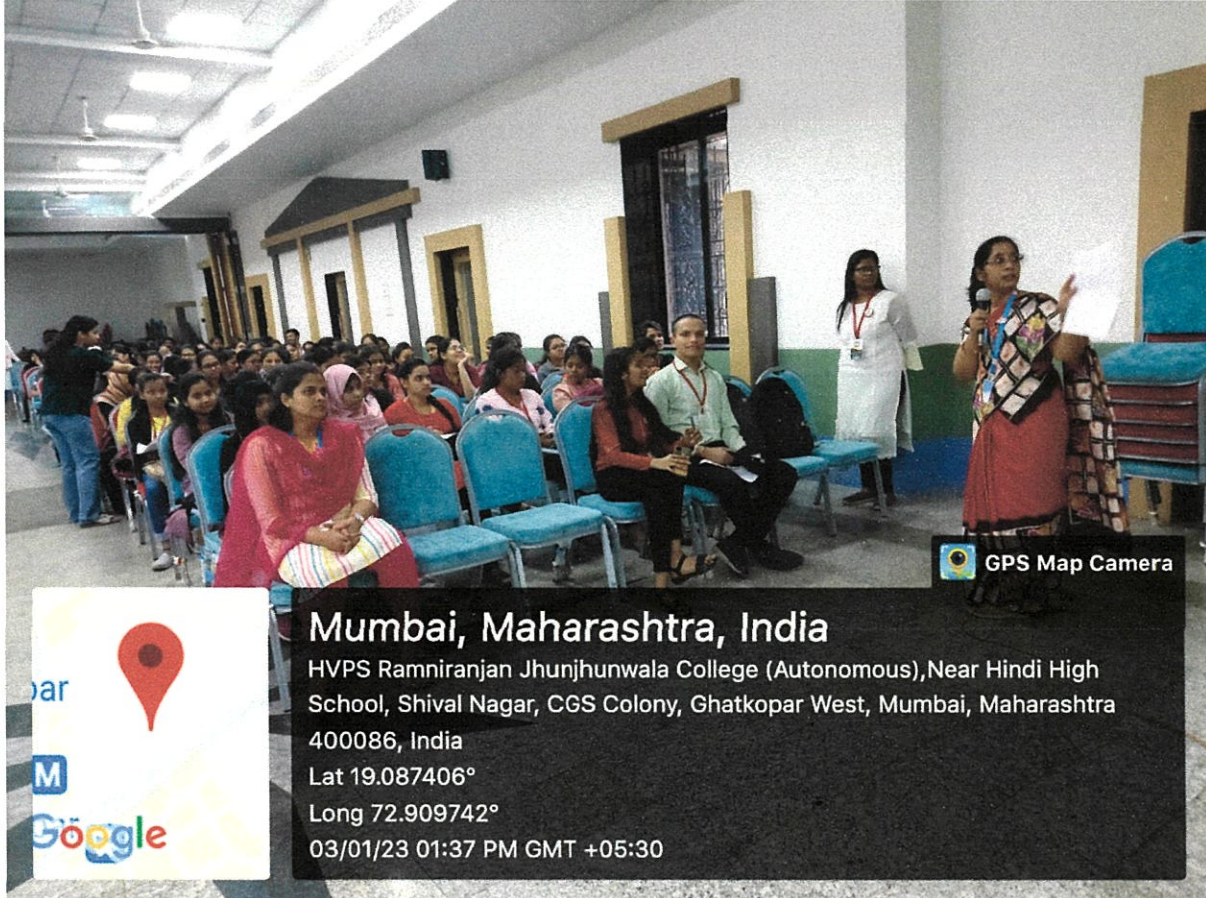 GPS Map Camera
Mumbai, Maharashtra, India
HVPS Ramniranjan Jhunjhunwala College (Autonomous),Near Hindi High
School, Shival Nagar, CGS Colony, Ghatkopar West, Mumbai, Maharashtra
400086, India
Lat 19.087406°
Long 72.909742°
03/01/23 01:37 PM GMT +05:30
ar
M
Google